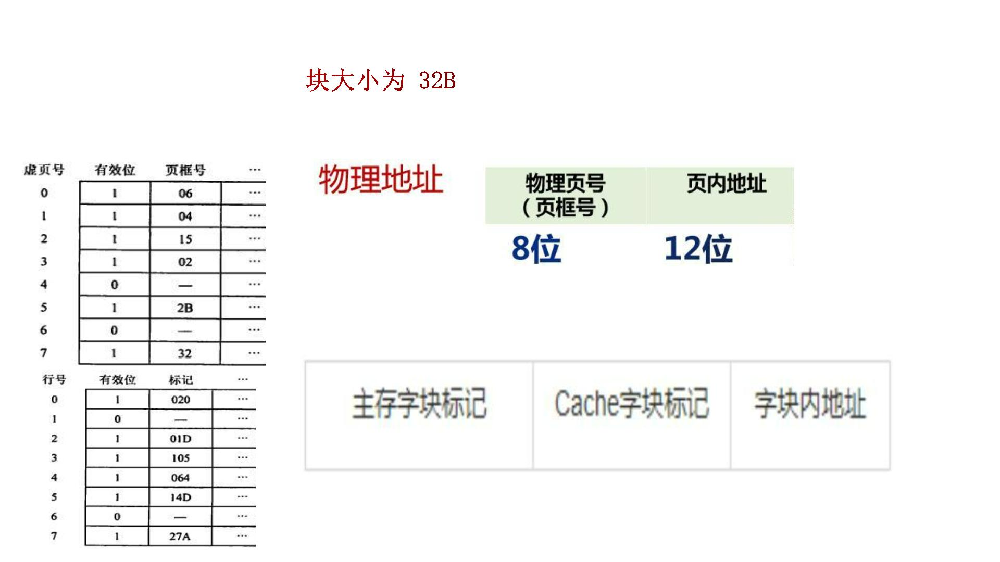 块大小为 32B
虚页号 有效位 页框号 …
0 1 06 …
1 1 04 …
2 1 15 …
3 1 02 …
4 0 — …
5 1 2B …
6 0 — …
7 1 32 …
行号 有效位 标记 …
0 1 020 …
1 0 — …
2 1 01D …
3 1 105 …
4 1 064 …
5 1 14D …
6 0 — …
7 1 27A …
物理地址
物理页号 页内地址
（页框号）
8位 12位
主存字块标记 Cache字块标记 字块内地址